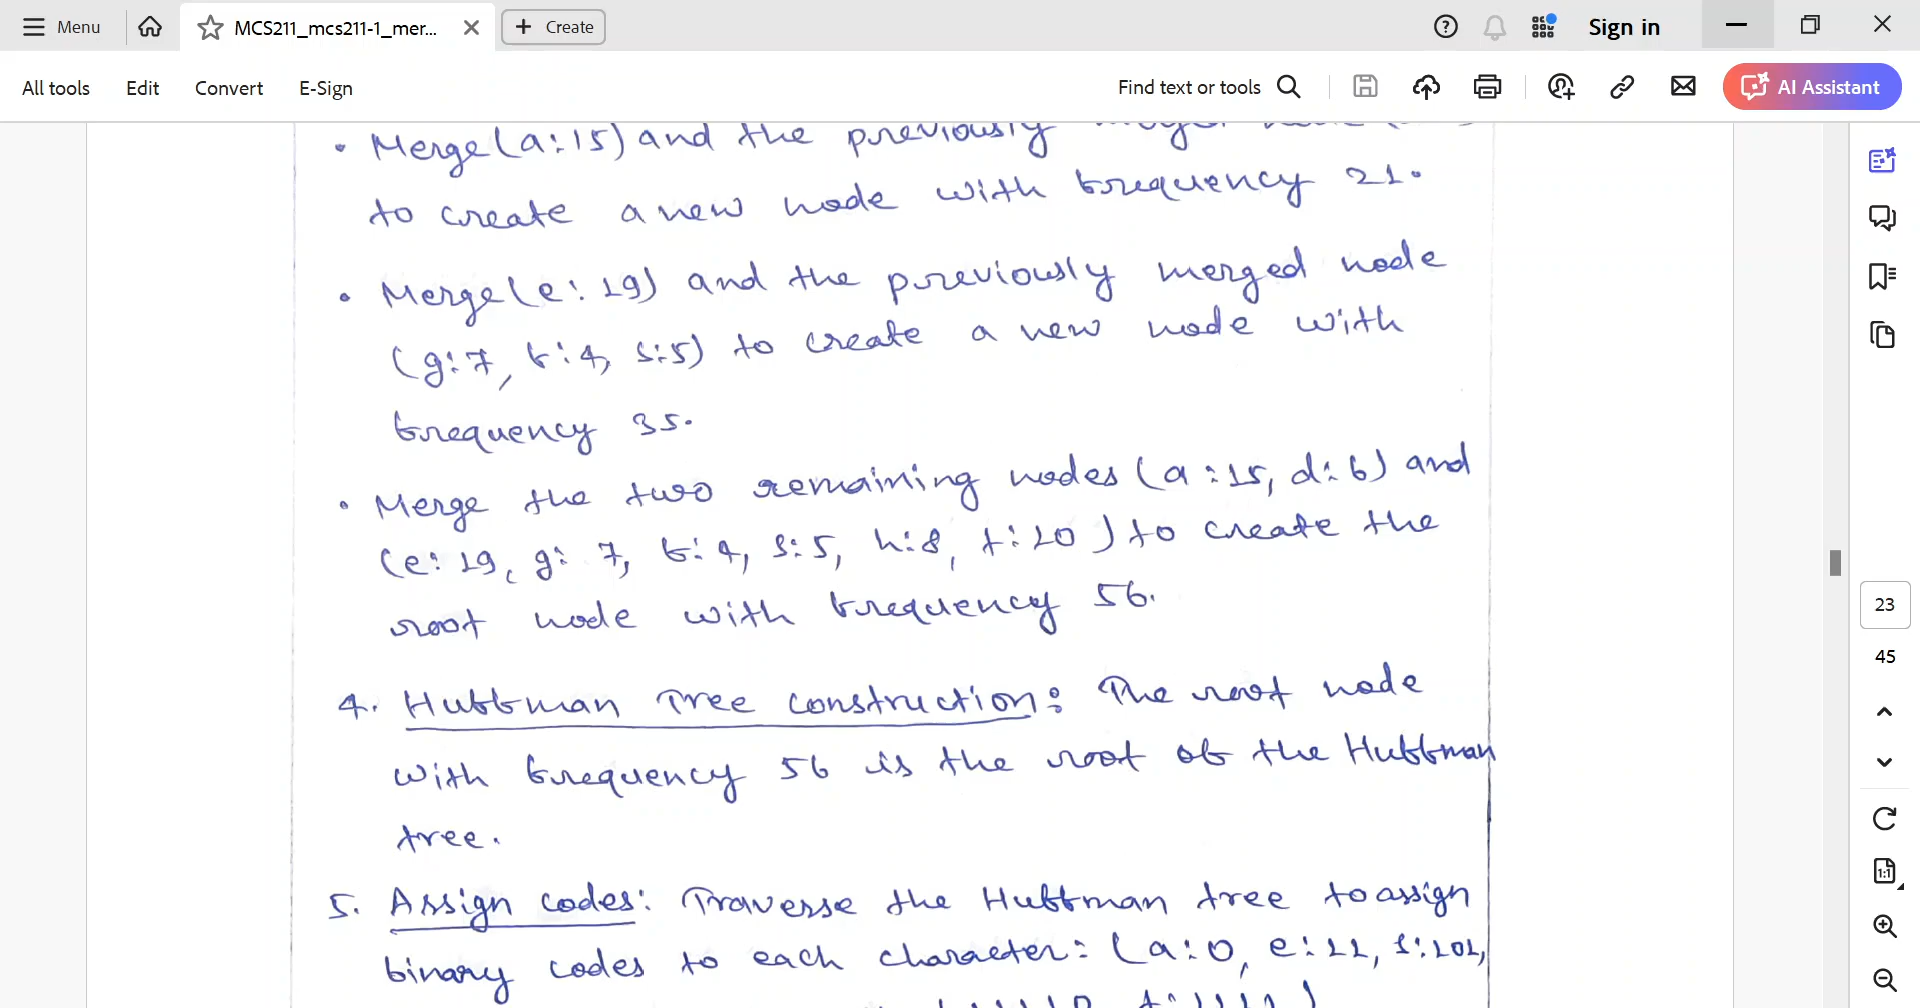 Menu
MCS211_mcs211-1_mer...
Create
Sign in
All tools
Edit
Convert
E-Sign
Find text or tools
AI Assistant
• Merge(a:15) and the previously
to create a new node with frequency 21.
• Merge(e:19) and the previously merged node
(g:7, f:4, s:5) to create a new node with
frequency 35.
• Merge the two remaining nodes (a:15, d:6) and
(e:19, g:7, f:4, s:5, h:8, t:10) to create the
root node with frequency 56.
4. Huffman Tree construction: The root node
with frequency 56 is the root of the Huffman
tree.
5. Assign codes: Traverse the Huffman tree to assign
binary codes to each character: (a:0, e:11, s:101,
23
45
1:1